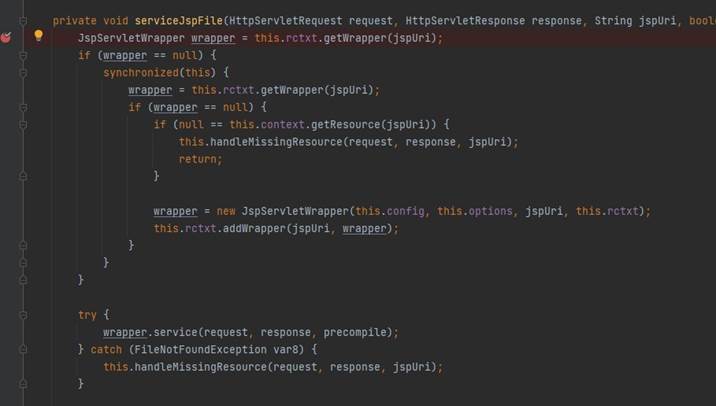 private void serviceJspFile(HttpServletRequest request, HttpServletResponse response, String jspUri, bool
JspServletWrapper wrapper = this.rctxt.getWrapper(jspUri);
if (wrapper == null) {
synchronized(this) {
wrapper = this.rctxt.getWrapper(jspUri);
if (wrapper == null) {
if (null == this.context.getResource(jspUri)) {
this.handleMissingResource(request, response, jspUri);
return;
}
wrapper = new JspServletWrapper(this.config, this.options, jspUri, this.rctxt);
this.rctxt.addWrapper(jspUri, wrapper);
}
}
}
try {
wrapper.service(request, response, precompile);
} catch (FileNotFoundException var8) {
this.handleMissingResource(request, response, jspUri);
}